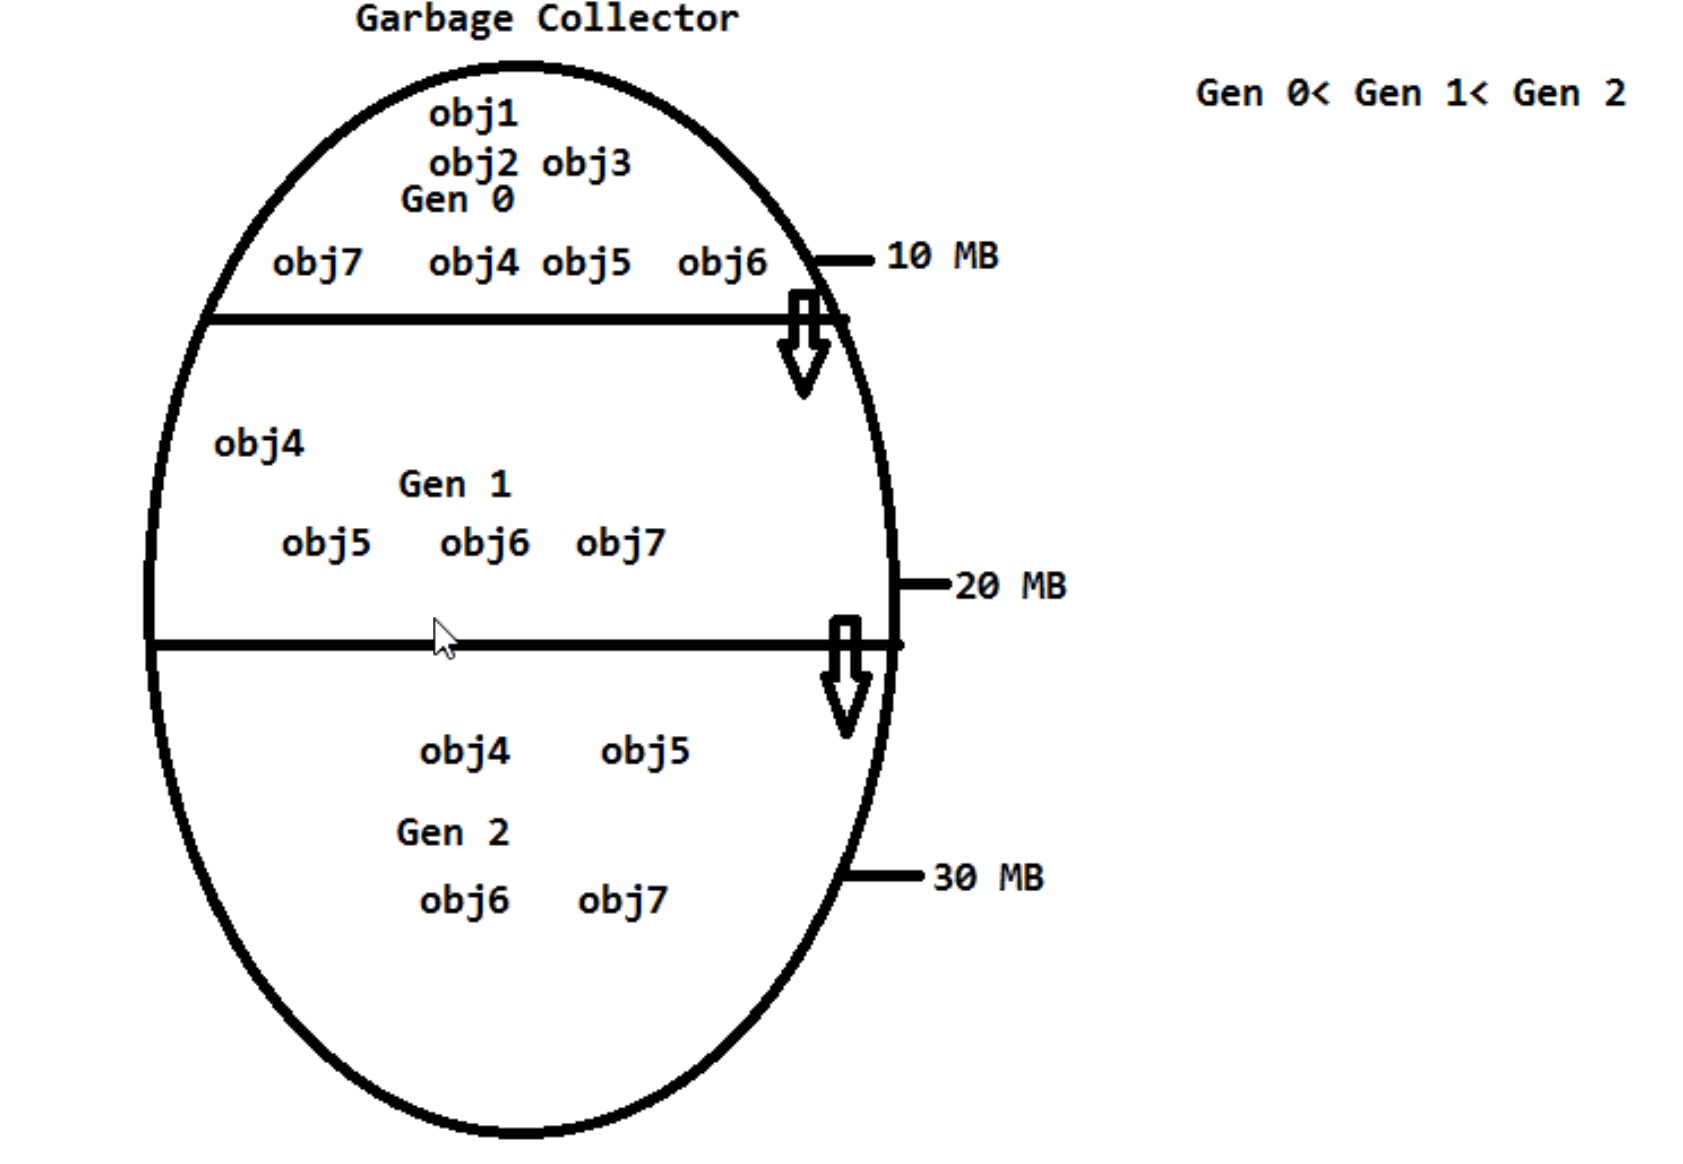 Garbage Collector
Gen 0< Gen 1< Gen 2
obj1
obj2 obj3
Gen 0
obj7 obj4 obj5 obj6
10 MB
obj4
Gen 1
obj5 obj6 obj7
20 MB
obj4 obj5
Gen 2
30 MB
obj6 obj7